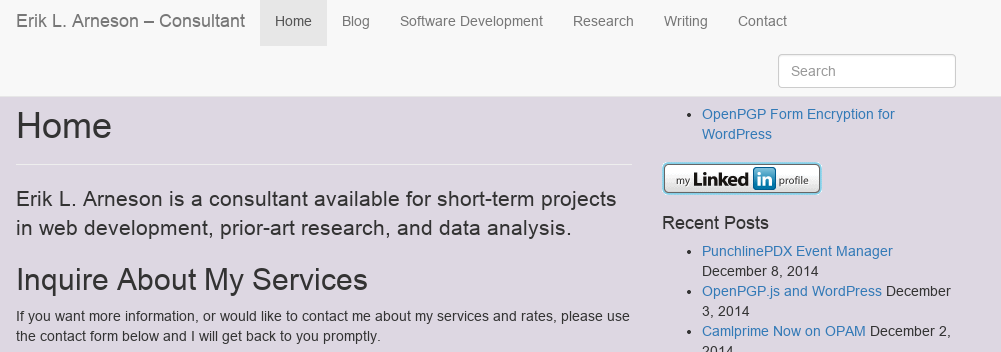 Erik L. Arneson – Consultant Home Blog Software Development Research Writing Contact
Search
Home
Erik L. Arneson is a consultant available for short-term projects
in web development, prior-art research, and data analysis.
Inquire About My Services
If you want more information, or would like to contact me about my services and rates, please use
the contact form below and I will get back to you promptly.
OpenPGP Form Encryption for
WordPress
my Linked in profile
Recent Posts
PunchlinePDX Event Manager
December 8, 2014
OpenPGP.js and WordPress December
3, 2014
Camlprime Now on OPAM December 2,
2014